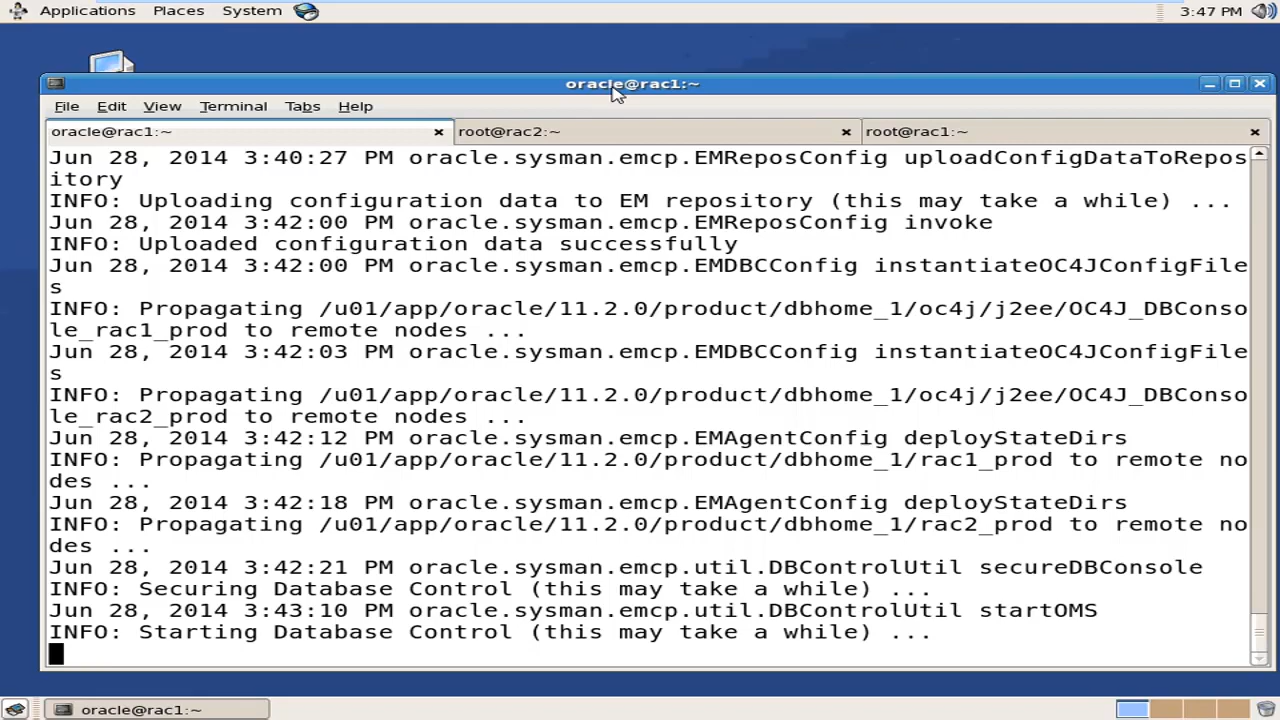 Applications Places System 3:47 PM
oracle@rac1:~
File Edit View Terminal Tabs Help
oracle@rac1:~ root@rac2:~ root@rac1:~
Jun 28, 2014 3:40:27 PM oracle.sysman.emcp.EMReposConfig uploadConfigDataToRepos
itory
INFO: Uploading configuration data to EM repository (this may take a while) ...
Jun 28, 2014 3:42:00 PM oracle.sysman.emcp.EMReposConfig invoke
INFO: Uploaded configuration data successfully
Jun 28, 2014 3:42:00 PM oracle.sysman.emcp.EMDBCConfig instantiateOC4JConfigFile
s
INFO: Propagating /u01/app/oracle/11.2.0/product/dbhome_1/oc4j/j2ee/OC4J_DBConso
le_rac1_prod to remote nodes ...
Jun 28, 2014 3:42:03 PM oracle.sysman.emcp.EMDBCConfig instantiateOC4JConfigFile
s
INFO: Propagating /u01/app/oracle/11.2.0/product/dbhome_1/oc4j/j2ee/OC4J_DBConso
le_rac2_prod to remote nodes ...
Jun 28, 2014 3:42:12 PM oracle.sysman.emcp.EMAgentConfig deployStateDirs
INFO: Propagating /u01/app/oracle/11.2.0/product/dbhome_1/rac1_prod to remote no
des ...
Jun 28, 2014 3:42:18 PM oracle.sysman.emcp.EMAgentConfig deployStateDirs
INFO: Propagating /u01/app/oracle/11.2.0/product/dbhome_1/rac2_prod to remote no
des ...
Jun 28, 2014 3:42:21 PM oracle.sysman.emcp.util.DBControlUtil secureDBConsole
INFO: Securing Database Control (this may take a while) ...
Jun 28, 2014 3:43:10 PM oracle.sysman.emcp.util.DBControlUtil startOMS
INFO: Starting Database Control (this may take a while) ...
oracle@rac1:~